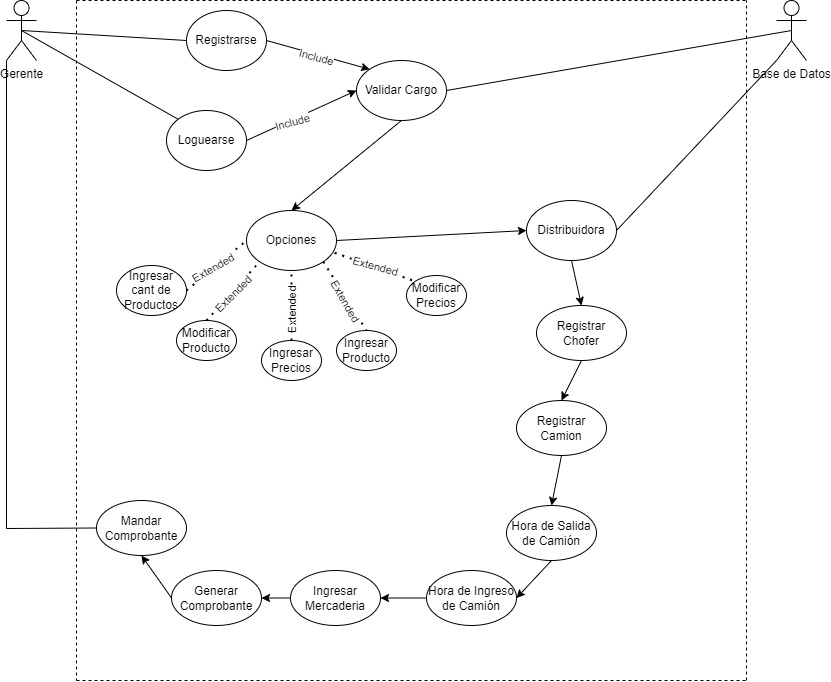 Gerente
Base de Datos
Registrarse
Include
Validar Cargo
Loguearse
Include
Opciones
Distribuidora
Extended
Extended
Extended
Extended
Extended
Ingresar
cant de
Productos
Modificar
Producto
Ingresar
Precios
Ingresar
Producto
Modificar
Precios
Registrar
Chofer
Registrar
Camion
Hora de Salida
de Camión
Hora de Ingreso
de Camión
Ingresar
Mercaderia
Generar
Comprobante
Mandar
Comprobante